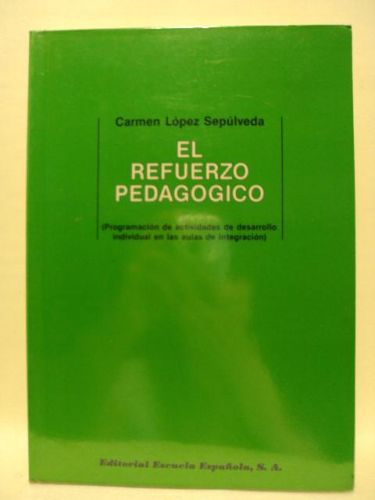 Carmen López Sepúlveda
EL
REFUERZO
PEDAGOGICO
(Programación de actividades de desarrollo
individual en las aulas de integración)
Editorial Escuela Española, S. A.